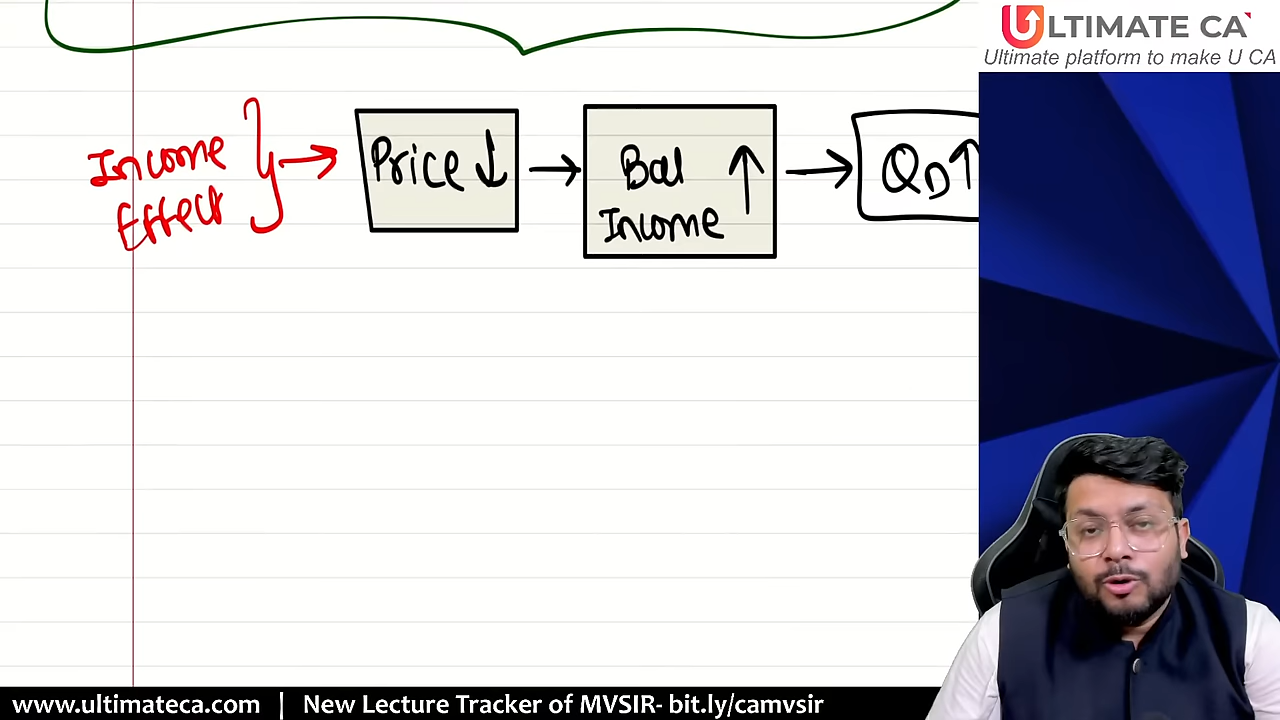 ULTIMATE CA
Ultimate platform to make U CA
Income
Effect
Price ↓
Bal ↑
Income
QD ↑
www.ultimateca.com | New Lecture Tracker of MVSIR- bit.ly/camvsir